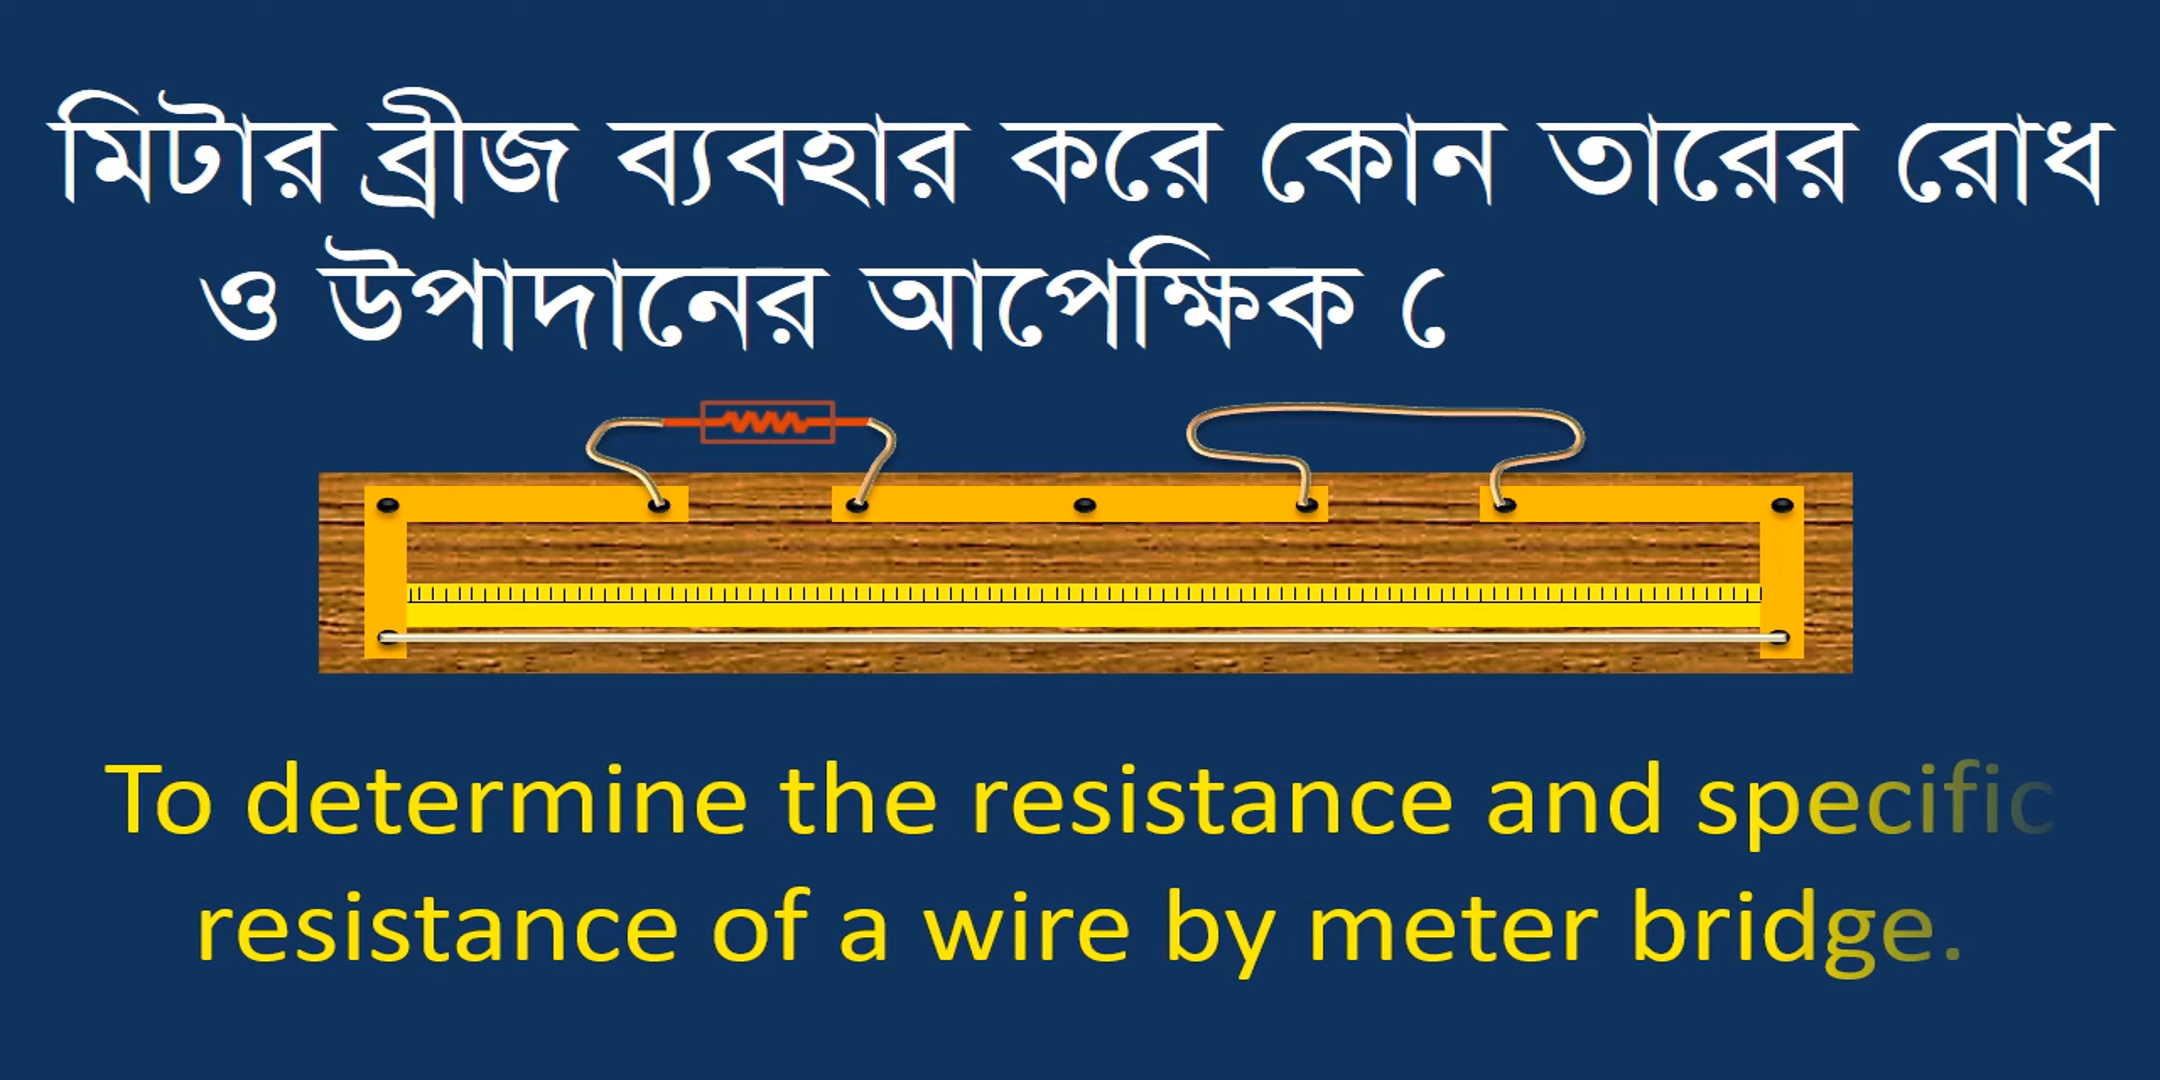 মিটার ব্রীজ ব্যবহার করে কোন তারের রোধ
ও উপাদানের আপেক্ষিক ে
To determine the resistance and specific
resistance of a wire by meter bridge.